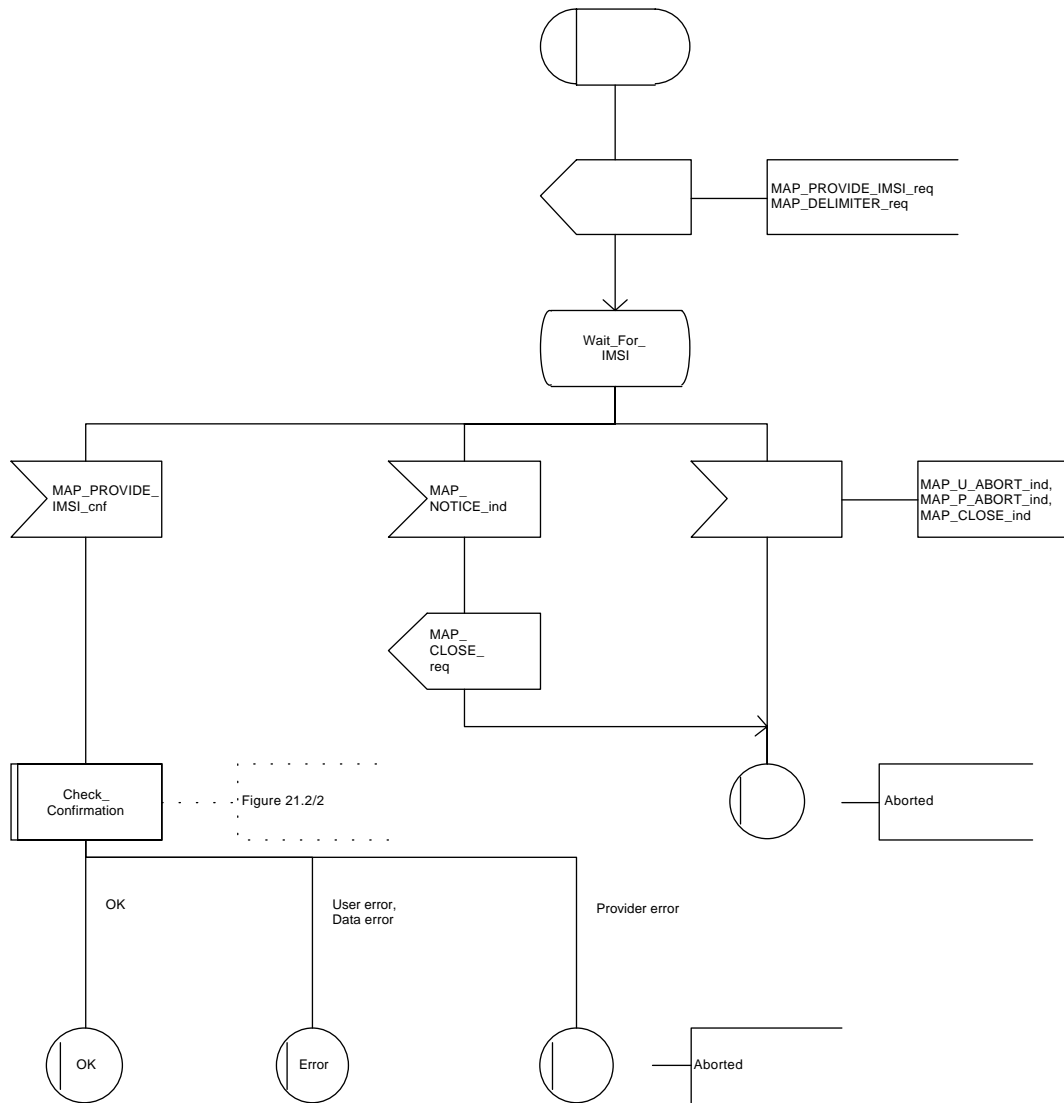 MAP_PROVIDE_IMSI_req
MAP_DELIMITER_req
Wait_For_
IMSI
MAP_PROVIDE_
IMSI_cnf
MAP_
NOTICE_ind
MAP_U_ABORT_ind,
MAP_P_ABORT_ind,
MAP_CLOSE_ind
MAP_
CLOSE_
req
Check_
Confirmation
Figure 21.2/2
Aborted
OK
User error,
Data error
Provider error
OK
Error
Aborted